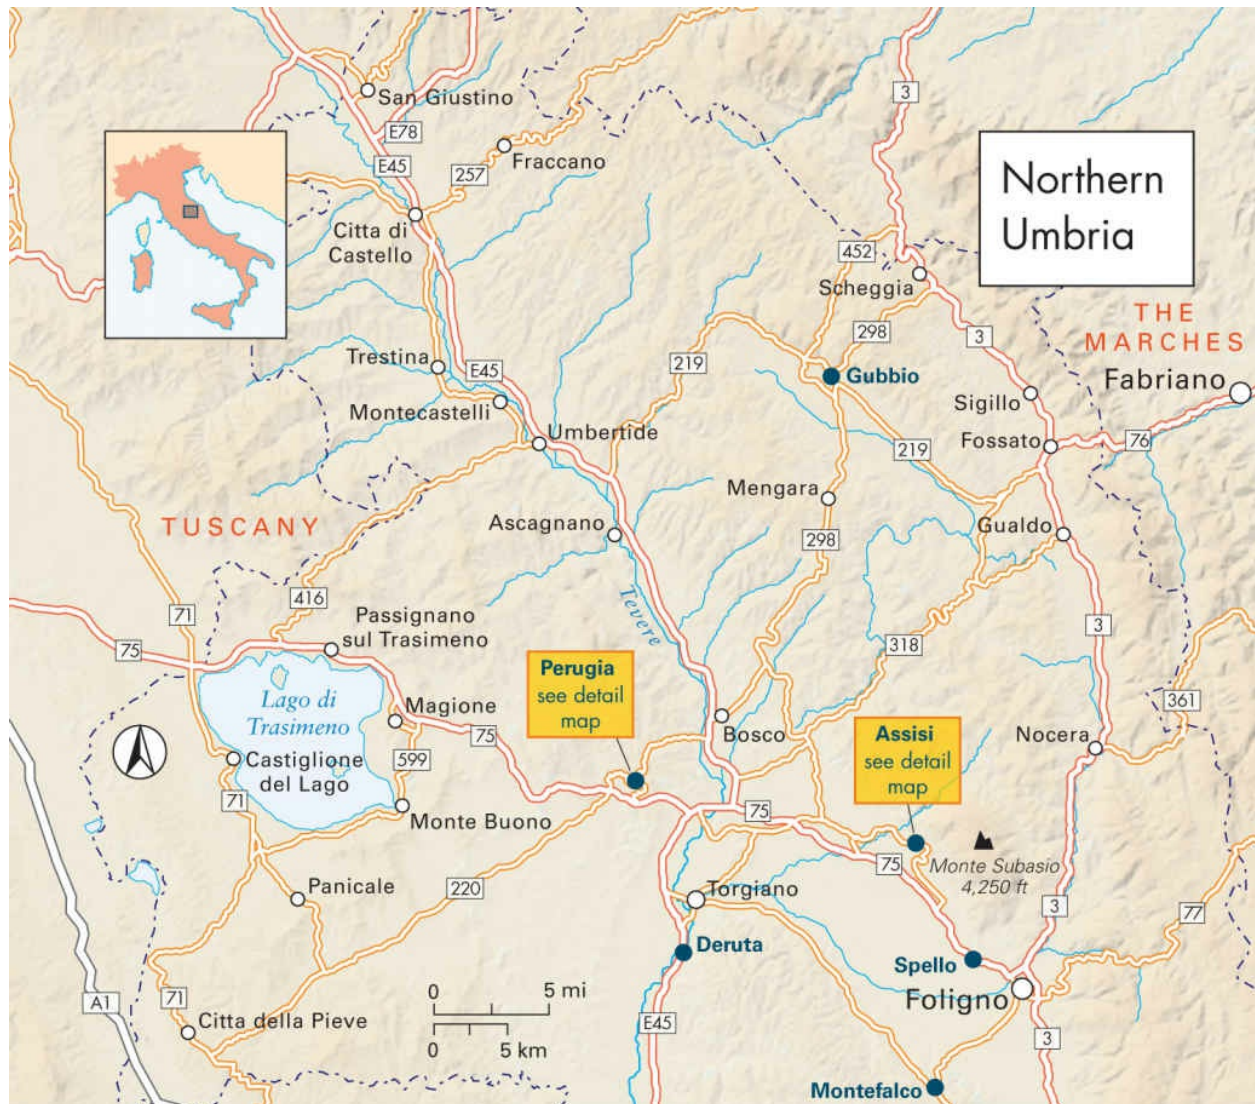 San Giustino
3
E78
Fraccano
E45
257
Northern
Umbria
Citta di
Castello
452
Scheggia
298
THE
MARCHES
3
Trestina
E45
219
Gubbio
Fabriano
Montecastelli
Sigillo
Umbertide
Fossato
76
219
Mengara
TUSCANY
Ascagnano
Gualdo
298
Tevere
416
71
Passignano
sul Trasimeno
3
75
318
Perugia
see detail
map
Lago di
Trasimeno
361
Magione
Bosco
Assisi
see detail
map
Nocera
75
599
Castiglione
del Lago
71
Monte Buono
75
75
Monte Subasio
4,250 ft
Panicale
220
Torgiano
3
77
Deruta
Spello
Foligno
A1
71
0 5 mi
Citta della Pieve
E45
3
0 5 km
Montefalco